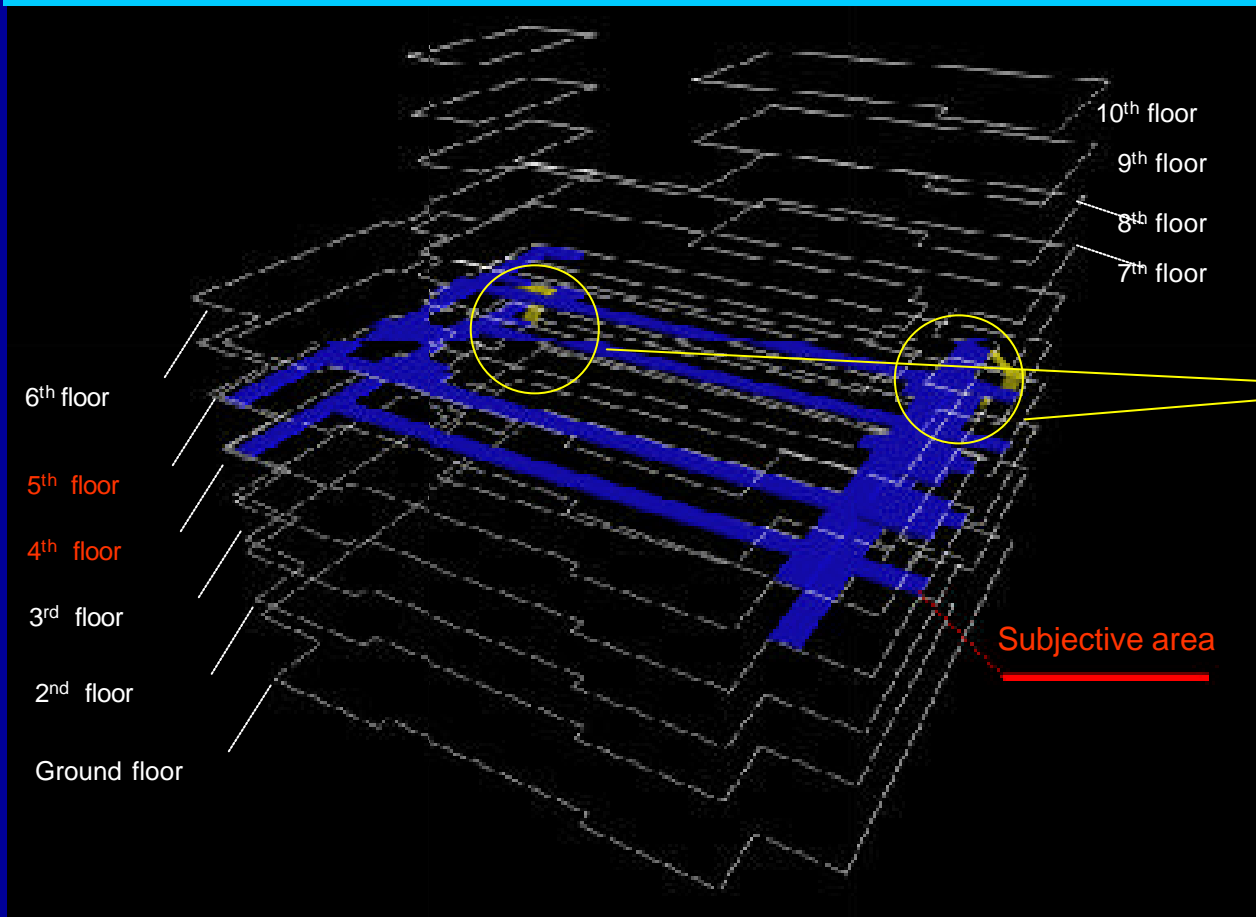 10th floor
9th floor
8th floor
7th floor
6th floor
5th floor
4th floor
3rd floor
2nd floor
Ground floor
Subjective area